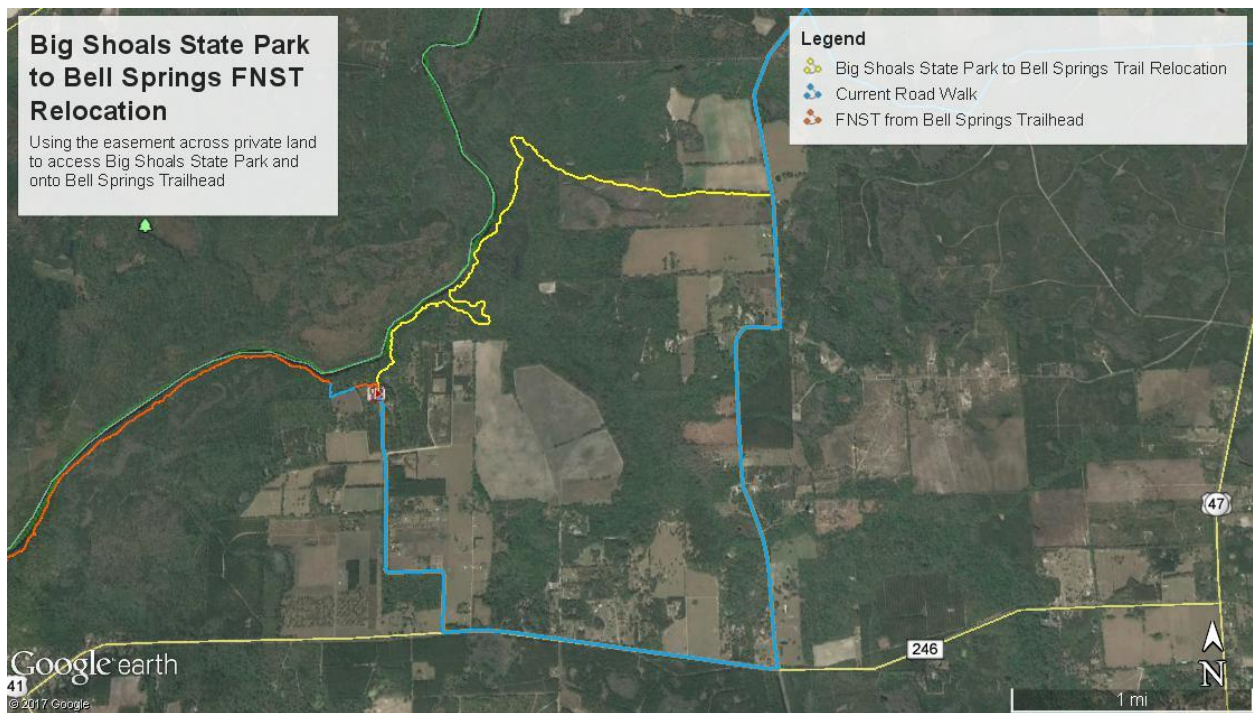 Big Shoals State Park
to Bell Springs FNST
Relocation
Using the easement across private land
to access Big Shoals State Park and
onto Bell Springs Trailhead
Legend
Big Shoals State Park to Bell Springs Trail Relocation
Current Road Walk
FNST from Bell Springs Trailhead
47
246
41
Google earth
© 2017 Google
N
1 mi